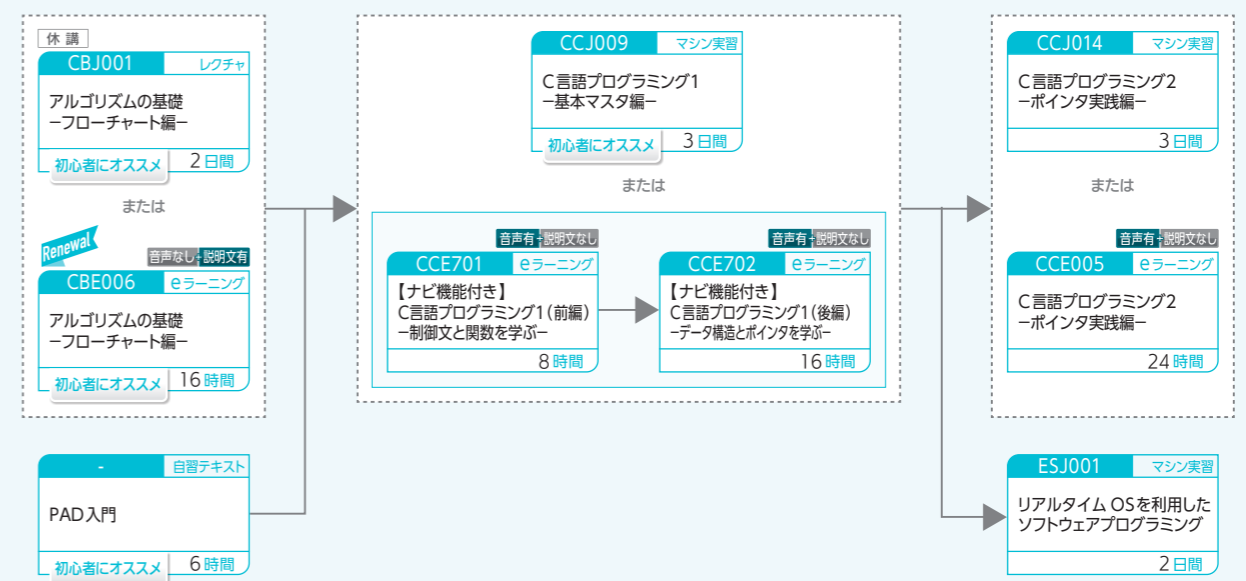 休 講
CBJ001 レクチャ
アルゴリズムの基礎
−フローチャート編−
初心者にオススメ 2日間
または
Renewal
音声なし+説明文有
CBE006 eラーニング
アルゴリズムの基礎
−フローチャート編−
初心者にオススメ 16時間
- 自習テキスト
PAD入門
初心者にオススメ 6時間
CCJ009 マシン実習
C言語プログラミング1
−基本マスタ編−
初心者にオススメ 3日間
または
音声有+説明文なし
CCE701 eラーニング
【ナビ機能付き】
C言語プログラミング1(前編)
−制御文と関数を学ぶ−
8時間
音声有+説明文なし
CCE702 eラーニング
【ナビ機能付き】
C言語プログラミング1(後編)
−データ構造とポインタを学ぶ−
16時間
CCJ014 マシン実習
C言語プログラミング2
−ポインタ実践編−
3日間
または
音声有+説明文なし
CCE005 eラーニング
C言語プログラミング2
−ポインタ実践編−
24時間
ESJ001 マシン実習
リアルタイム OSを利用した
ソフトウェアプログラミング
2日間